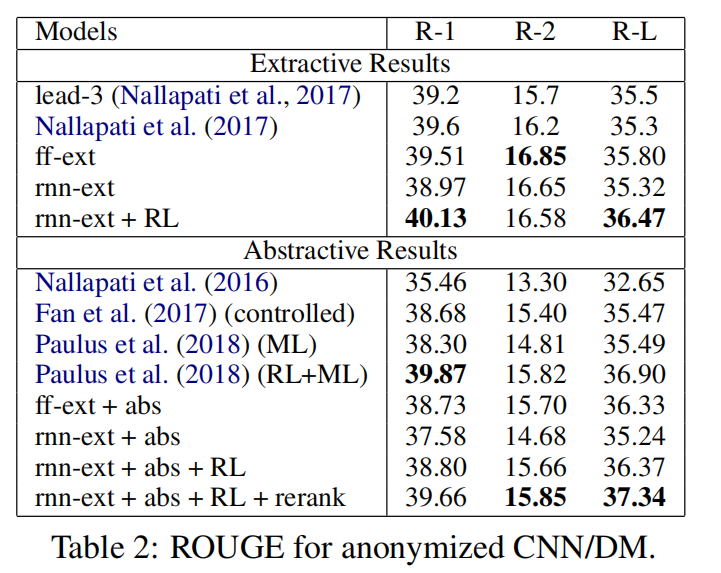 Models R-1 R-2 R-L
Extractive Results
lead-3 (Nallapati et al., 2017) 39.2 15.7 35.5
Nallapati et al. (2017) 39.6 16.2 35.3
ff-ext 39.51 16.85 35.80
rnn-ext 38.97 16.65 35.32
rnn-ext + RL 40.13 16.58 36.47
Abstractive Results
Nallapati et al. (2016) 35.46 13.30 32.65
Fan et al. (2017) (controlled) 38.68 15.40 35.47
Paulus et al. (2018) (ML) 38.30 14.81 35.49
Paulus et al. (2018) (RL+ML) 39.87 15.82 36.90
ff-ext + abs 38.73 15.70 36.33
rnn-ext + abs 37.58 14.68 35.24
rnn-ext + abs + RL 38.80 15.66 36.37
rnn-ext + abs + RL + rerank 39.66 15.85 37.34
Table 2: ROUGE for anonymized CNN/DM.